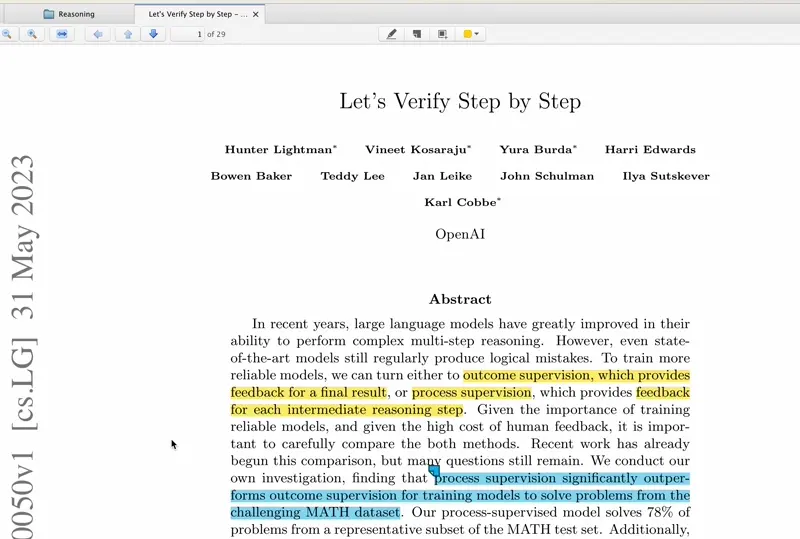 Reasoning
Let's Verify Step by Step – ...
1 of 29
Let's Verify Step by Step
Hunter Lightman* Vineet Kosaraju* Yura Burda* Harri Edwards
Bowen Baker Teddy Lee Jan Leike John Schulman Ilya Sutskever
Karl Cobbe*
OpenAI
0050v1 [cs.LG] 31 May 2023
Abstract
In recent years, large language models have greatly improved in their
ability to perform complex multi-step reasoning. However, even state-
of-the-art models still regularly produce logical mistakes. To train more
reliable models, we can turn either to outcome supervision, which provides
feedback for a final result, or process supervision, which provides feedback
for each intermediate reasoning step. Given the importance of training
reliable models, and given the high cost of human feedback, it is impor-
tant to carefully compare the both methods. Recent work has already
begun this comparison, but many questions still remain. We conduct our
own investigation, finding that process supervision significantly outper-
forms outcome supervision for training models to solve problems from the
challenging MATH dataset. Our process-supervised model solves 78% of
problems from a representative subset of the MATH test set. Additionally,